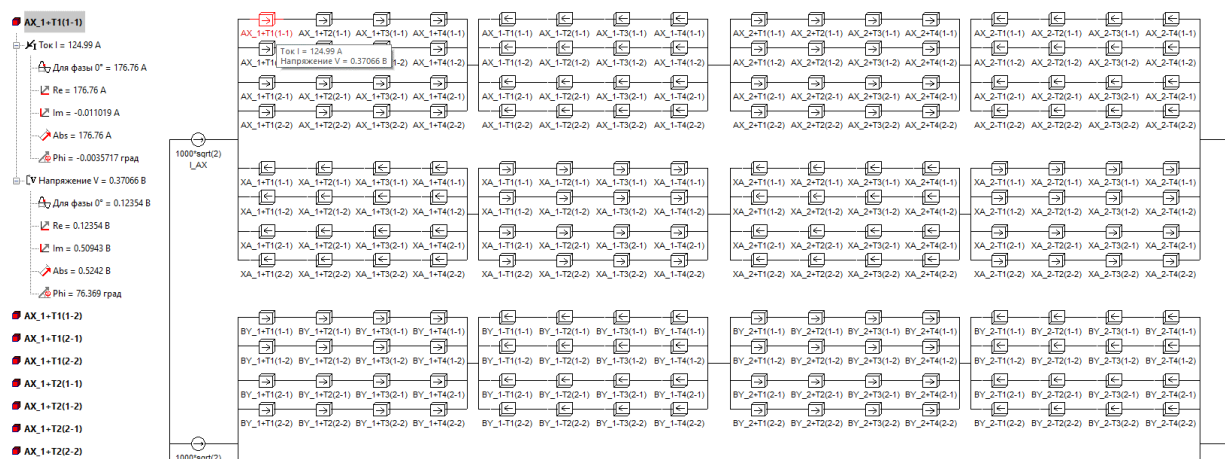 AX_1+T1(1-1)
Ток I = 124.99 А
Для фазы 0° = 176.76 А
Re = 176.76 А
Im = -0.011019 А
Abs = 176.76 А
Phi = -0.0035717 град
Напряжение V = 0.37066 В
Для фазы 0° = 0.12354 В
Re = 0.12354 В
Im = 0.50943 В
Abs = 0.5242 В
Phi = 76.369 град
AX_1+T1(1-2)
AX_1+T1(2-1)
AX_1+T1(2-2)
AX_1+T2(1-1)
AX_1+T2(1-2)
AX_1+T2(2-1)
AX_1+T2(2-2)
AX_1+T1(1-1) AX_1+T2(1-1) AX_1+T3(1-1) AX_1+T4(1-1) AX_1-T1(1-1) AX_1-T2(1-1) AX_1-T3(1-1) AX_1-T4(1-1) AX_2+T1(1-1) AX_2+T2(1-1) AX_2+T3(1-1) AX_2+T4(1-1) AX_2-T1(1-1) AX_2-T2(1-1) AX_2-T3(1-1) AX_2-T4(1-1)
Ток I = 124.99 А
Напряжение V = 0.37066 В
AX_1+T1( AX_1+T4(1-2) AX_1-T1(1-2) AX_1-T2(1-2) AX_1-T3(1-2) AX_1-T4(1-2) AX_2+T1(1-2) AX_2+T2(1-2) AX_2+T3(1-2) AX_2+T4(1-2) AX_2-T1(1-2) AX_2-T2(1-2) AX_2-T3(1-2) AX_2-T4(1-2)
AX_1+T1(2-1) AX_1+T2(2-1) AX_1+T3(2-1) AX_1+T4(2-1) AX_1-T1(2-1) AX_1-T2(2-1) AX_1-T3(2-1) AX_1-T4(2-1) AX_2+T1(2-1) AX_2+T2(2-1) AX_2+T3(2-1) AX_2+T4(2-1) AX_2-T1(2-1) AX_2-T2(2-1) AX_2-T3(2-1) AX_2-T4(2-1)
AX_1+T1(2-2) AX_1+T2(2-2) AX_1+T3(2-2) AX_1+T4(2-2) AX_1-T1(2-2) AX_1-T2(2-2) AX_1-T3(2-2) AX_1-T4(2-2) AX_2+T1(2-2) AX_2+T2(2-2) AX_2+T3(2-2) AX_2+T4(2-2) AX_2-T1(2-2) AX_2-T2(2-2) AX_2-T3(2-2) AX_2-T4(2-2)
1000*sqrt(2)
I_AX
XA_1+T1(1-1) XA_1+T2(1-1) XA_1+T3(1-1) XA_1+T4(1-1) XA_1-T1(1-1) XA_1-T2(1-1) XA_1-T3(1-1) XA_1-T4(1-1) XA_2+T1(1-1) XA_2+T2(1-1) XA_2+T3(1-1) XA_2+T4(1-1) XA_2-T1(1-1) XA_2-T2(1-1) XA_2-T3(1-1) XA_2-T4(1-1)
XA_1+T1(1-2) XA_1+T2(1-2) XA_1+T3(1-2) XA_1+T4(1-2) XA_1-T1(1-2) XA_1-T2(1-2) XA_1-T3(1-2) XA_1-T4(1-2) XA_2+T1(1-2) XA_2+T2(1-2) XA_2+T3(1-2) XA_2+T4(1-2) XA_2-T1(1-2) XA_2-T2(1-2) XA_2-T3(1-2) XA_2-T4(1-2)
XA_1+T1(2-1) XA_1+T2(2-1) XA_1+T3(2-1) XA_1+T4(2-1) XA_1-T1(2-1) XA_1-T2(2-1) XA_1-T3(2-1) XA_1-T4(2-1) XA_2+T1(2-1) XA_2+T2(2-1) XA_2+T3(2-1) XA_2+T4(2-1) XA_2-T1(2-1) XA_2-T2(2-1) XA_2-T3(2-1) XA_2-T4(2-1)
XA_1+T1(2-2) XA_1+T2(2-2) XA_1+T3(2-2) XA_1+T4(2-2) XA_1-T1(2-2) XA_1-T3(2-2) XA_1-T3(2-2) XA_1-T4(2-2) XA_2+T1(2-2) XA_2+T2(2-2) XA_2+T3(2-2) XA_2+T4(2-2) XA_2-T1(2-2) XA_2-T2(2-2) XA_2-T3(2-2) XA_2-T4(2-2)
BY_1+T1(1-1) BY_1+T2(1-1) BY_1+T3(1-1) BY_1+T4(1-1) BY_1-T1(1-1) BY_1-T2(1-1) BY_1-T3(1-1) BY_1-T4(1-1) BY_2+T1(1-1) BY_2+T2(1-1) BY_2+T3(1-1) BY_2+T4(1-1) BY_2-T1(1-1) BY_2-T2(1-1) BY_2-T3(1-1) BY_2-T4(1-1)
BY_1+T1(1-2) BY_1+T2(1-2) BY_1+T3(1-2) BY_1+T4(1-2) BY_1-T1(1-2) BY_1-T2(1-2) BY_1-T3(1-2) BY_1-T4(1-2) BY_2+T1(1-2) BY_2+T2(1-2) BY_2+T3(1-2) BY_2+T4(1-2) BY_2-T1(1-2) BY_2-T2(1-2) BY_2-T3(1-2) BY_2-T4(1-2)
BY_1+T1(2-1) BY_1+T2(2-1) BY_1+T3(2-1) BY_1+T4(2-1) BY_1-T1(2-1) BY_1-T2(2-1) BY_1-T3(2-1) BY_1-T4(2-1) BY_2+T1(2-1) BY_2+T2(2-1) BY_2+T3(2-1) BY_2+T4(2-1) BY_2-T1(2-1) BY_2-T2(2-1) BY_2-T3(2-1) BY_2-T4(2-1)
BY_1+T1(2-2) BY_1+T2(2-2) BY_1+T3(2-2) BY_1+T4(2-2) BY_1-T1(2-2) BY_1-T2(2-2) BY_1-T3(2-2) BY_1-T4(2-2) BY_2+T1(2-2) BY_2+T2(2-2) BY_2+T3(2-2) BY_2+T4(2-2) BY_2-T1(2-2) BY_2-T2(2-2) BY_2-T3(2-2) BY_2-T4(2-2)
1000*sqrt(2)